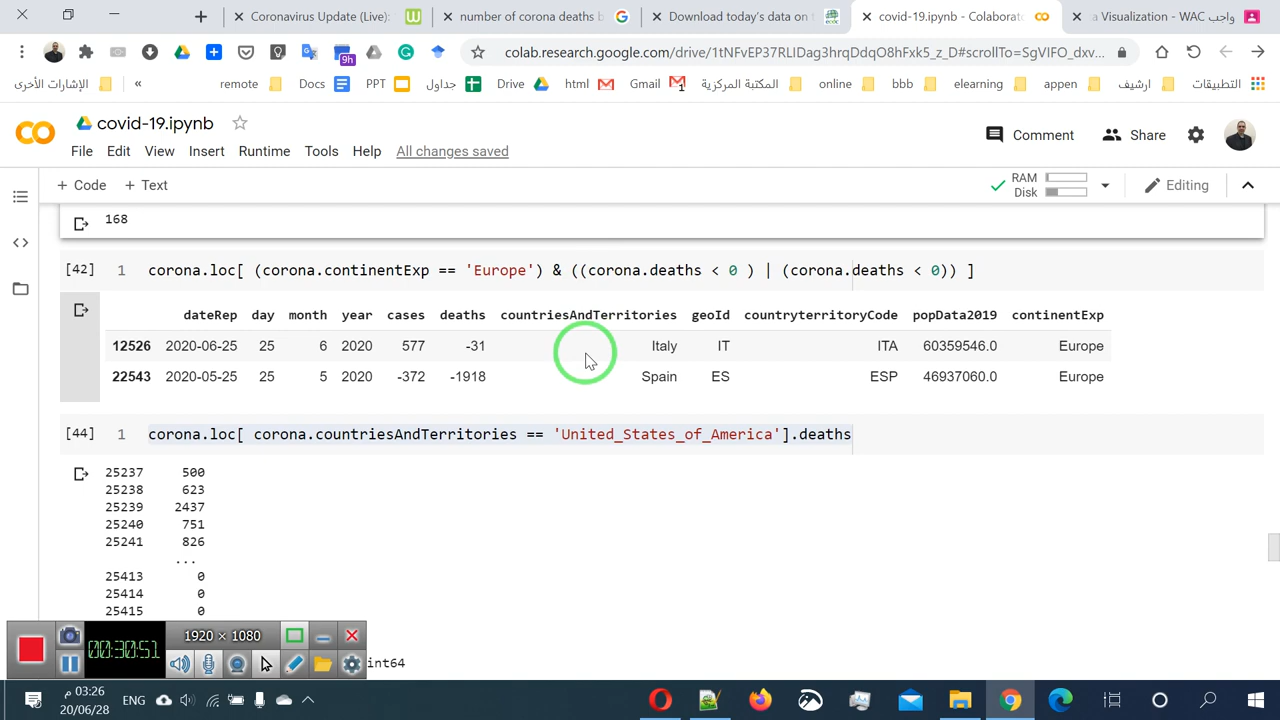 Coronavirus Update (Live):
number of corona deaths b
Download today's data on
covid-19.ipynb - Colaborato
a Visualization - WAC واجب
9h
colab.research.google.com/drive/1tNFvEP37RLIDag3hrqDdqO8hFxk5_z_D#scrollTo=SgVIFO_dxv...
الإشارات الأخرى
«
remote
Docs
PPT
جداول
Drive
html
Gmail
المكتبة المركزية
online
bbb
elearning
appen
ارشيف
التطبيقات
covid-19.ipynb
Comment
Share
File Edit View Insert Runtime Tools Help All changes saved
+ Code + Text
RAM
Disk
Editing
168
[42] 1 corona.loc[ (corona.continentExp == 'Europe') & ((corona.deaths < 0 ) | (corona.deaths < 0)) ]
dateRep day month year cases deaths countriesAndTerritories geoId countryterritoryCode popData2019 continentExp
12526 2020-06-25 25 6 2020 577 -31 Italy IT ITA 60359546.0 Europe
22543 2020-05-25 25 5 2020 -372 -1918 Spain ES ESP 46937060.0 Europe
[44] 1 corona.loc[ corona.countriesAndTerritories == 'United_States_of_America'].deaths
25237 500
25238 623
25239 2437
25240 751
25241 826
...
25413 0
25414 0
25415 0
int64
1920 × 1080
00:30:51
03:26 م
20/06/28
ENG